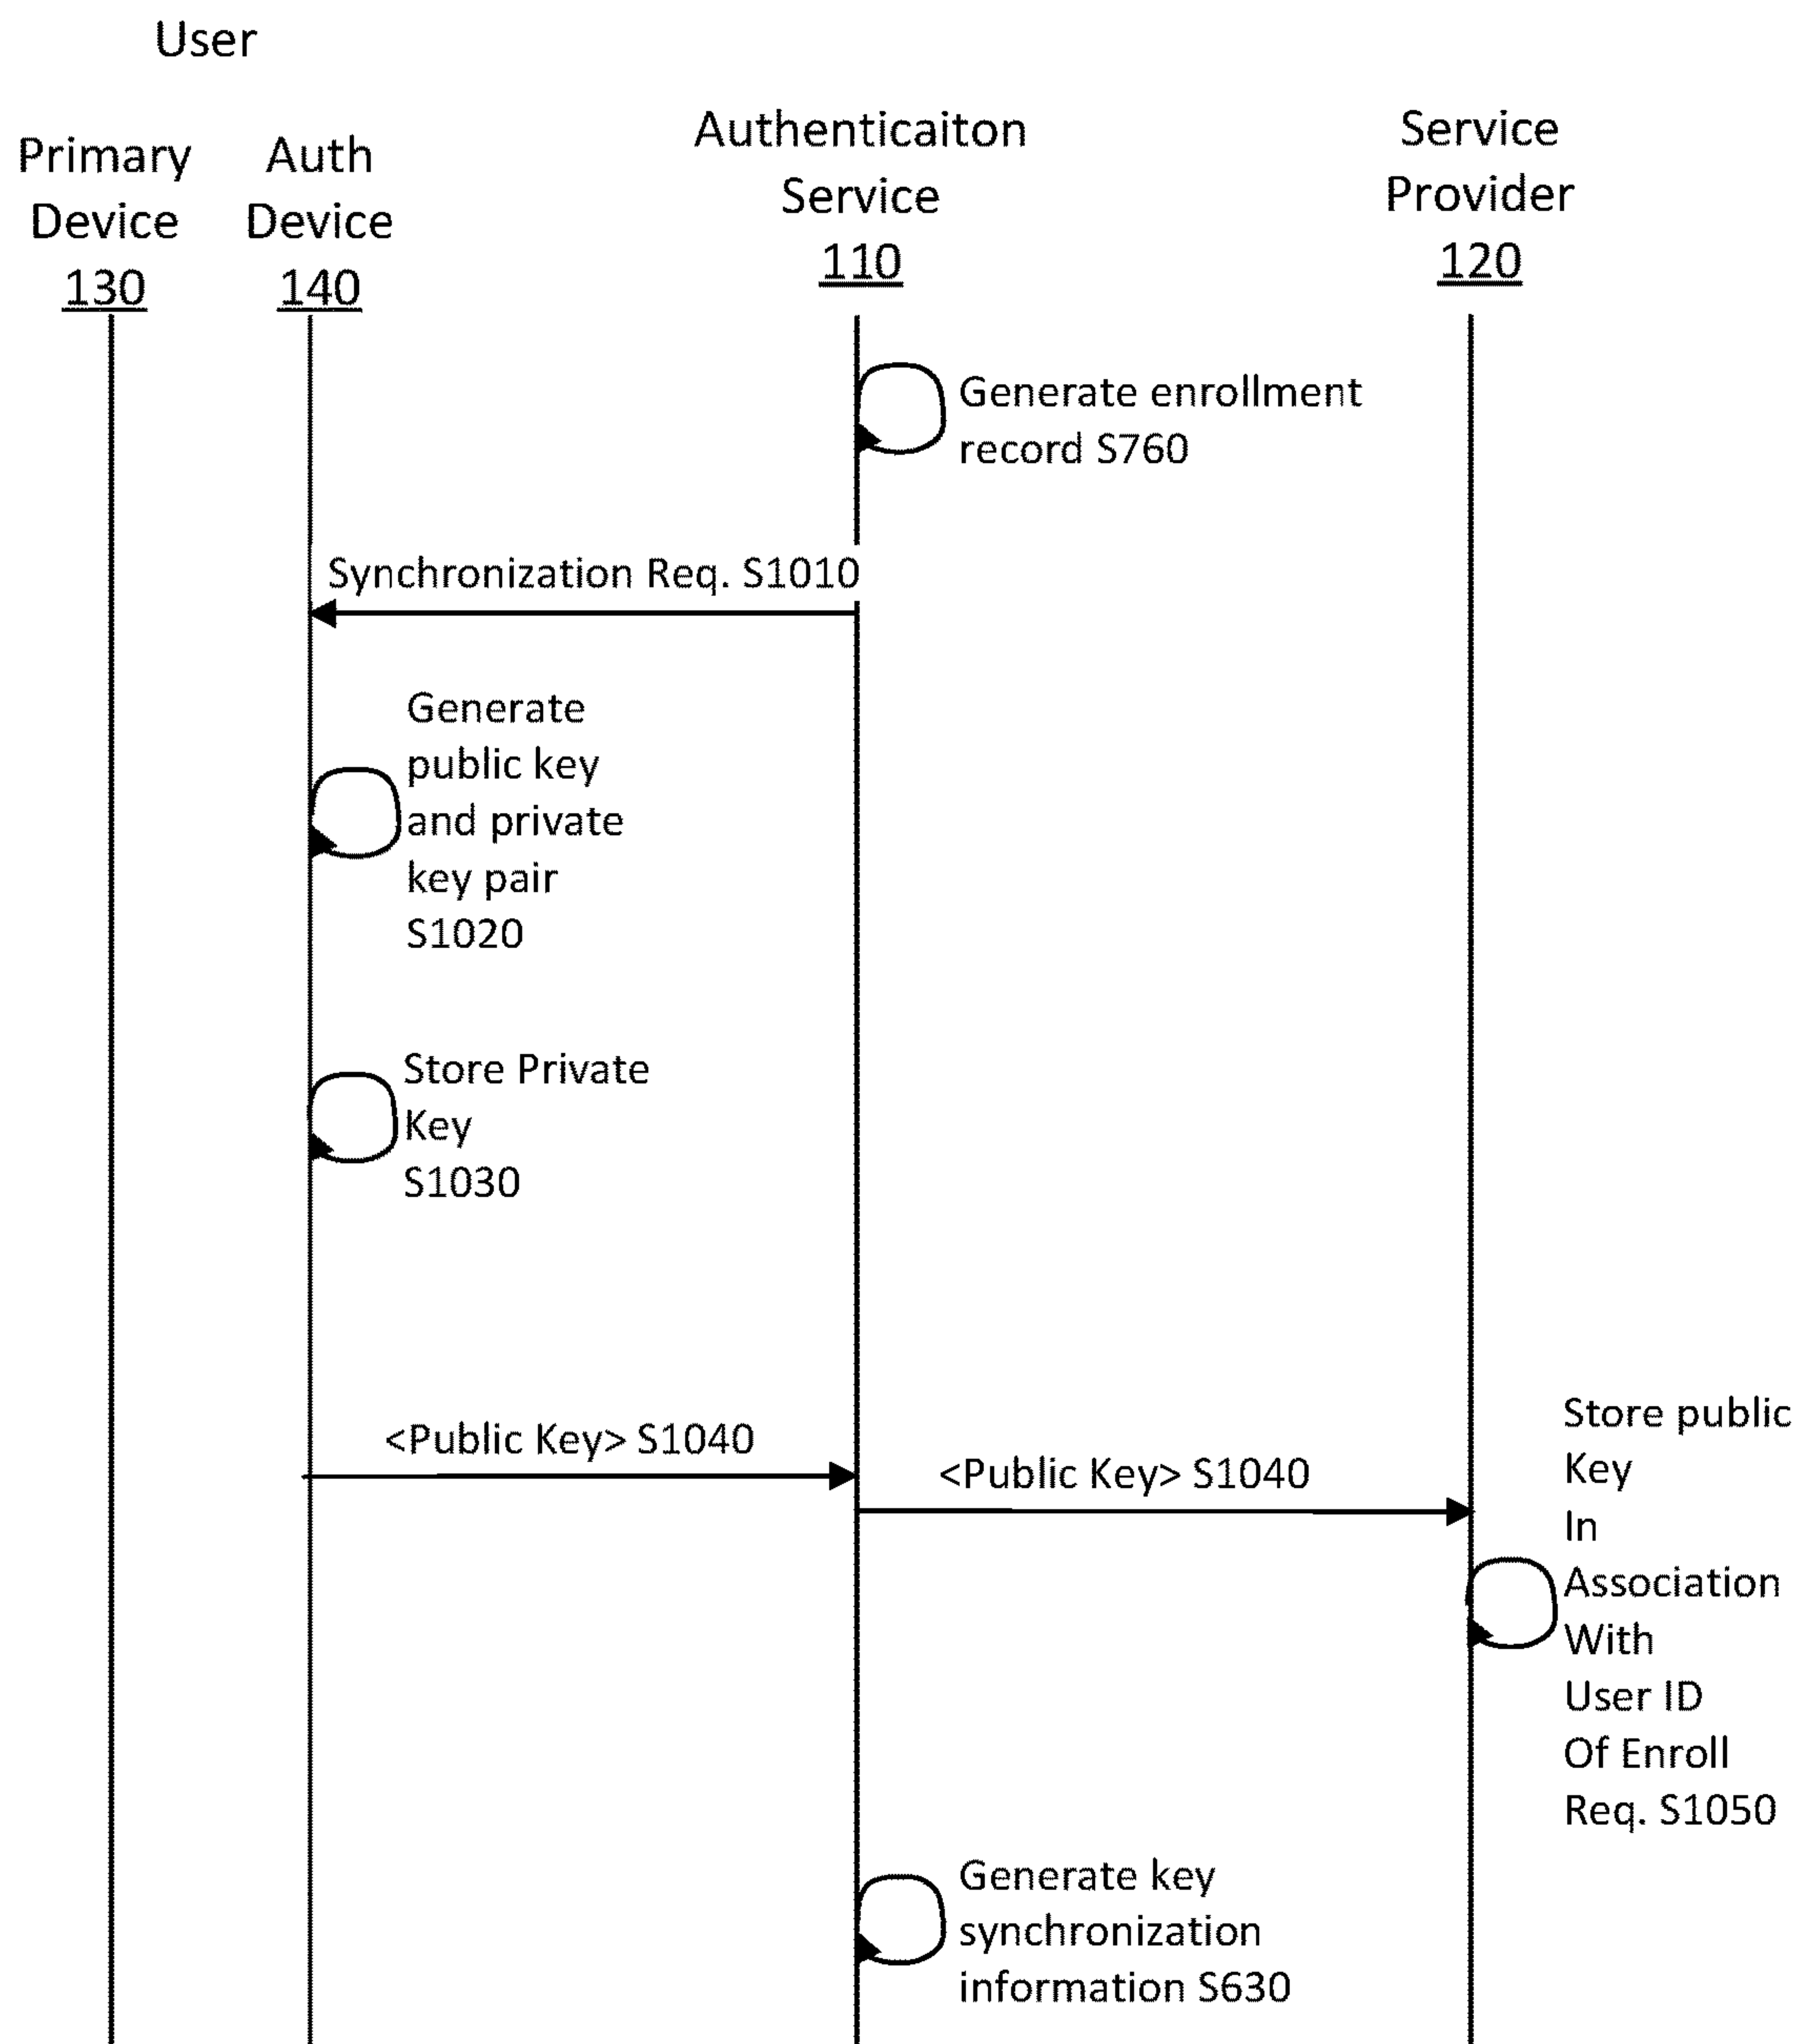 User
Primary
Device
130
Auth
Device
140
Authenticaiton
Service
110
Service
Provider
120
Generate enrollment
record S760
Synchronization Req. S1010
Generate
public key
and private
key pair
S1020
Store Private
Key
S1030
<Public Key> S1040
<Public Key> S1040
Store public
Key
In
Association
With
User ID
Of Enroll
Req. S1050
Generate key
synchronization
information S630